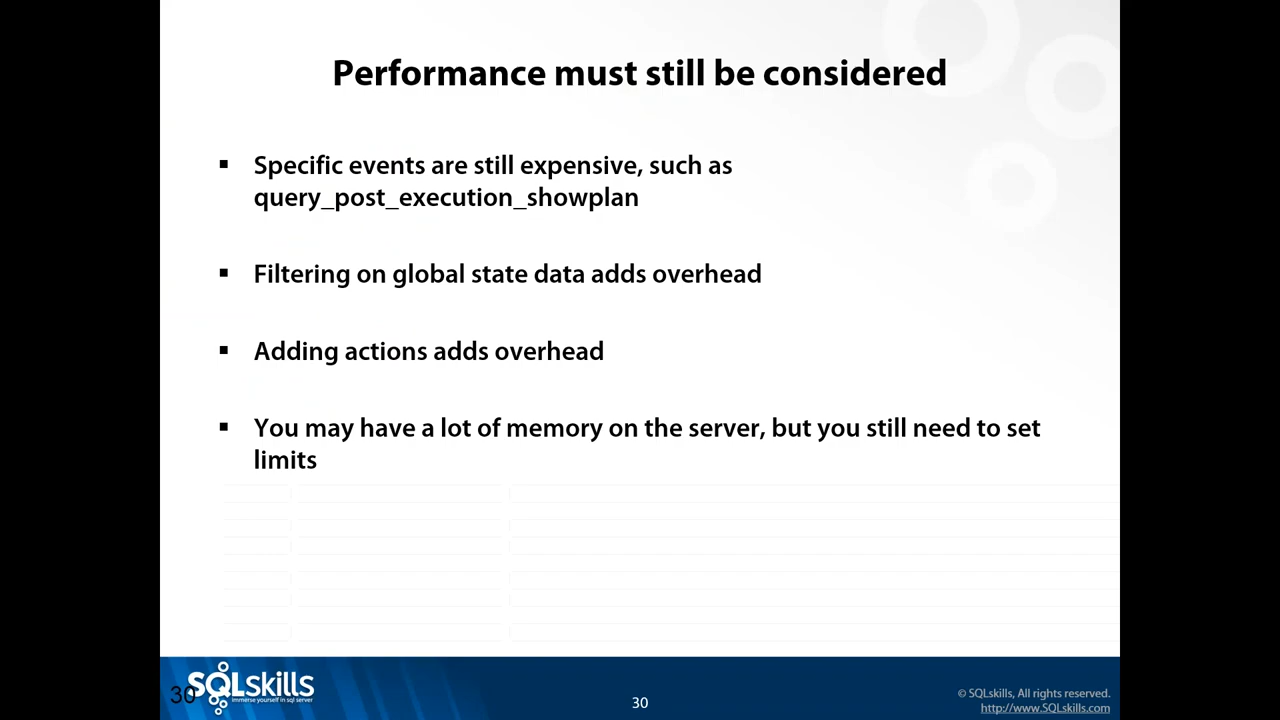 Performance must still be considered
▪ Specific events are still expensive, such as
query_post_execution_showplan
▪ Filtering on global state data adds overhead
▪ Adding actions adds overhead
▪ You may have a lot of memory on the server, but you still need to set
limits
30
SQLskills
immerse yourself in sql server
30
© SQLskills, All rights reserved.
http://www.SQLskills.com